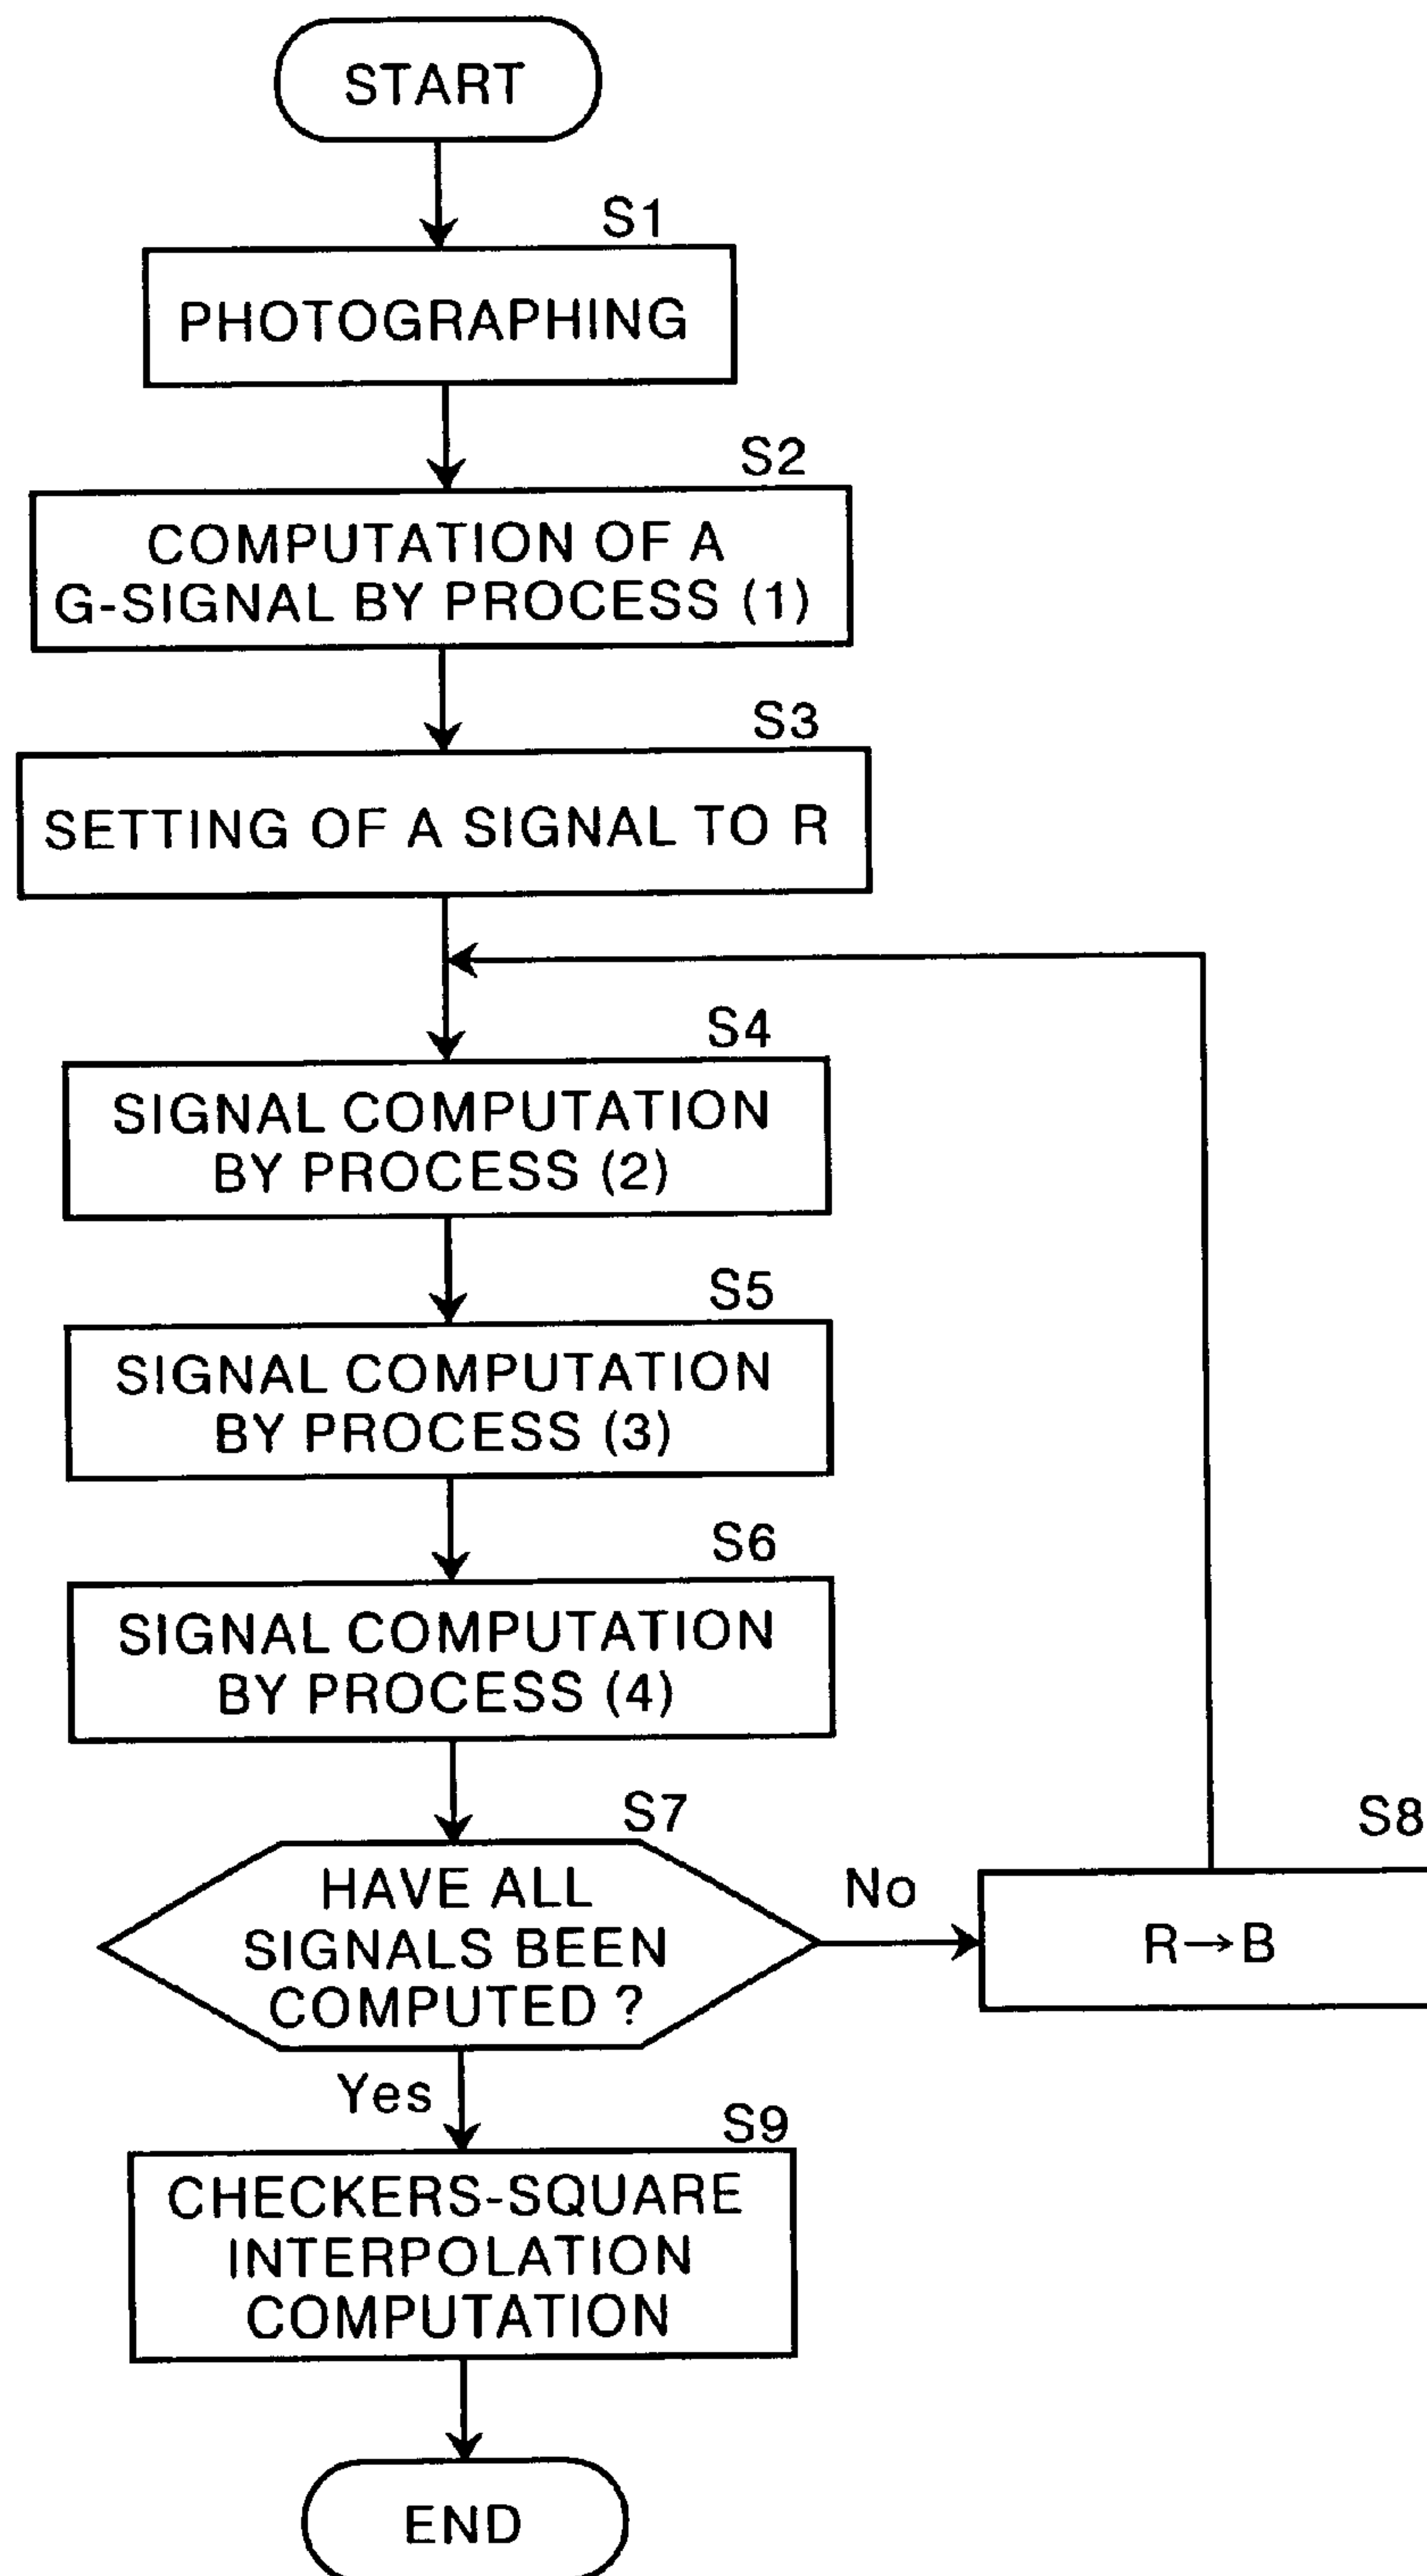 START
S1
PHOTOGRAPHING
S2
COMPUTATION OF A
G-SIGNAL BY PROCESS (1)
S3
SETTING OF A SIGNAL TO R
S4
SIGNAL COMPUTATION
BY PROCESS (2)
S5
SIGNAL COMPUTATION
BY PROCESS (3)
S6
SIGNAL COMPUTATION
BY PROCESS (4)
S7
HAVE ALL
SIGNALS BEEN
COMPUTED ?
No
S8
R→B
Yes
S9
CHECKERS-SQUARE
INTERPOLATION
COMPUTATION
END